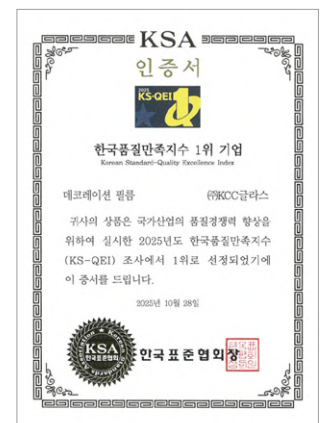 KSA
인증서
2025
KS-QEI 1
한국품질만족지수 1위 기업
Korean Standard-Quality Excellence Index
데코레이션 필름 ㈜KCC글라스
귀사의 상품은 국가산업의 품질경쟁력 향상을
위하여 실시한 2025년도 한국품질만족지수
(KS-QEI) 조사에서 1위로 선정되었기에
이 증서를 드립니다.
2025년 10월 28일
KSA
한국표준협회
한국표준협회장